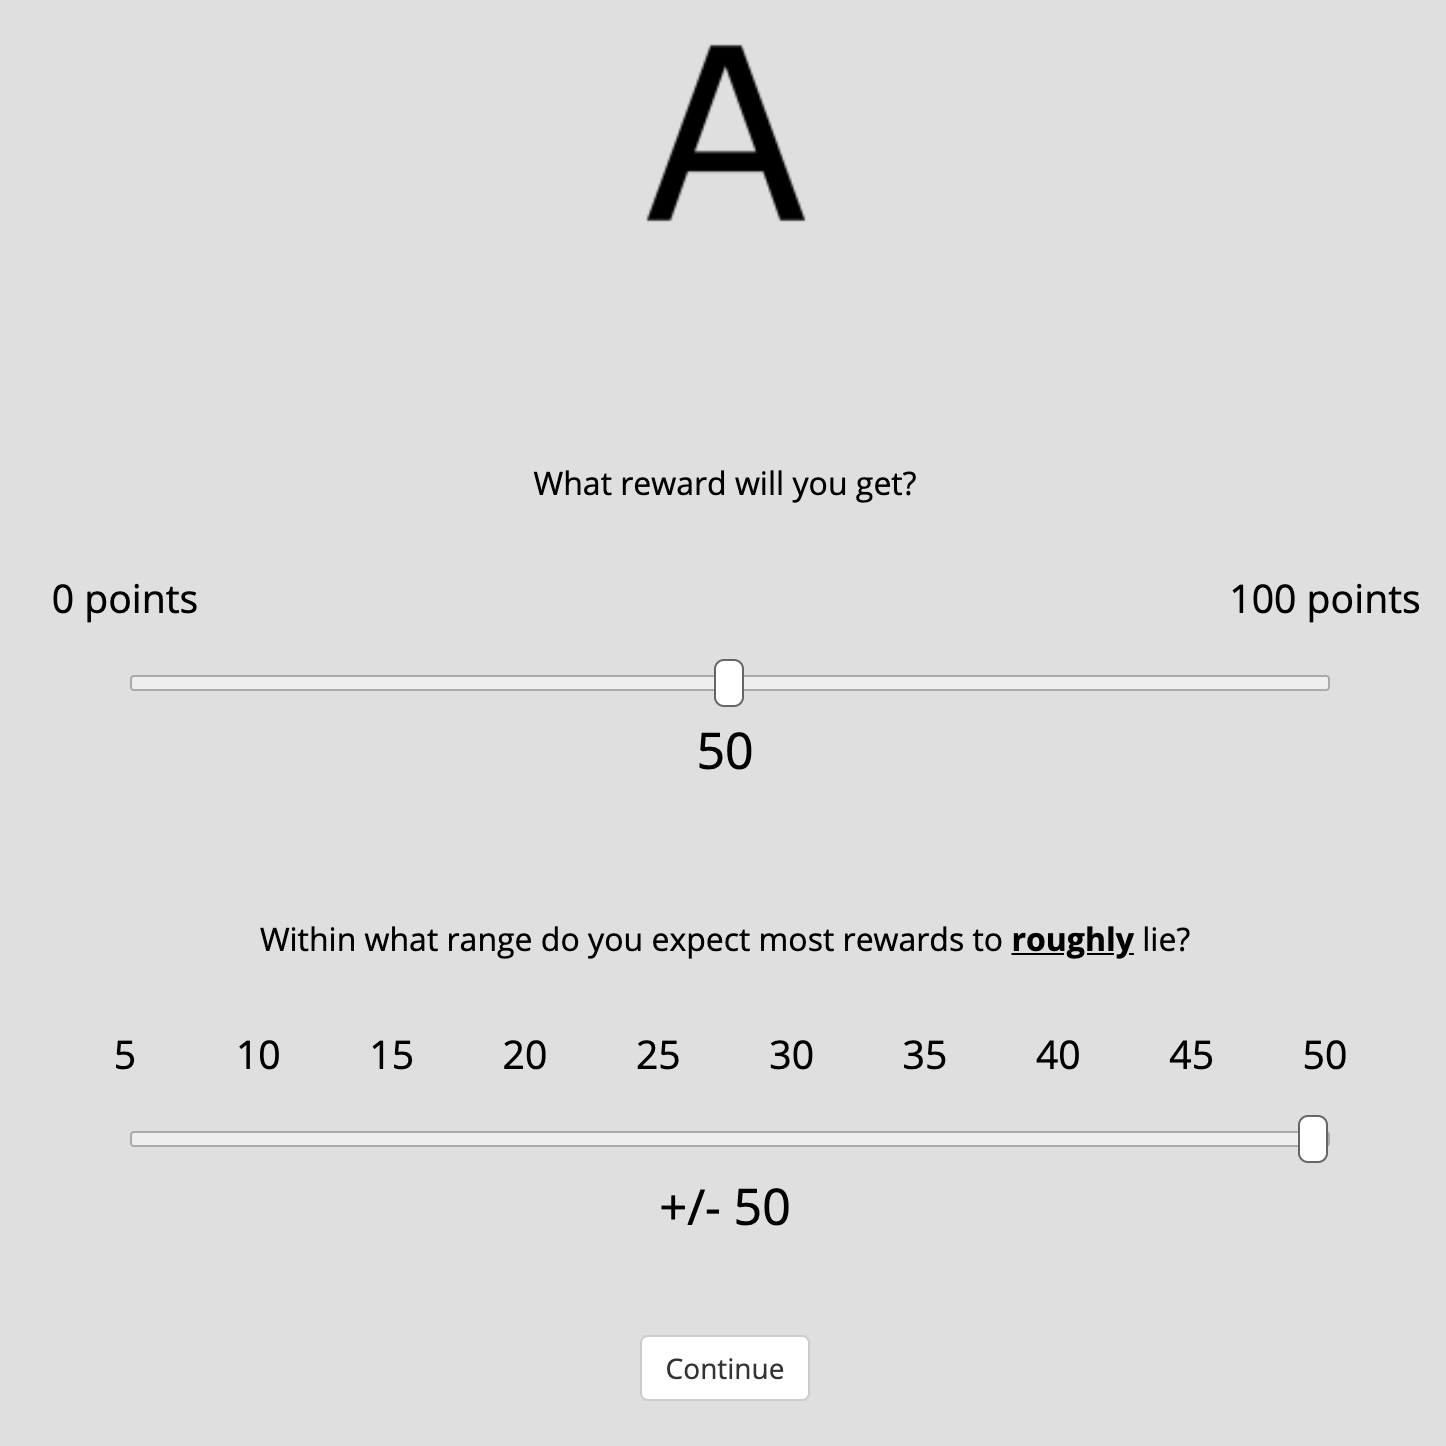 A
What reward will you get?
0 points 100 points
50
Within what range do you expect most rewards to roughly lie?
5 10 15 20 25 30 35 40 45 50
+/- 50
Continue